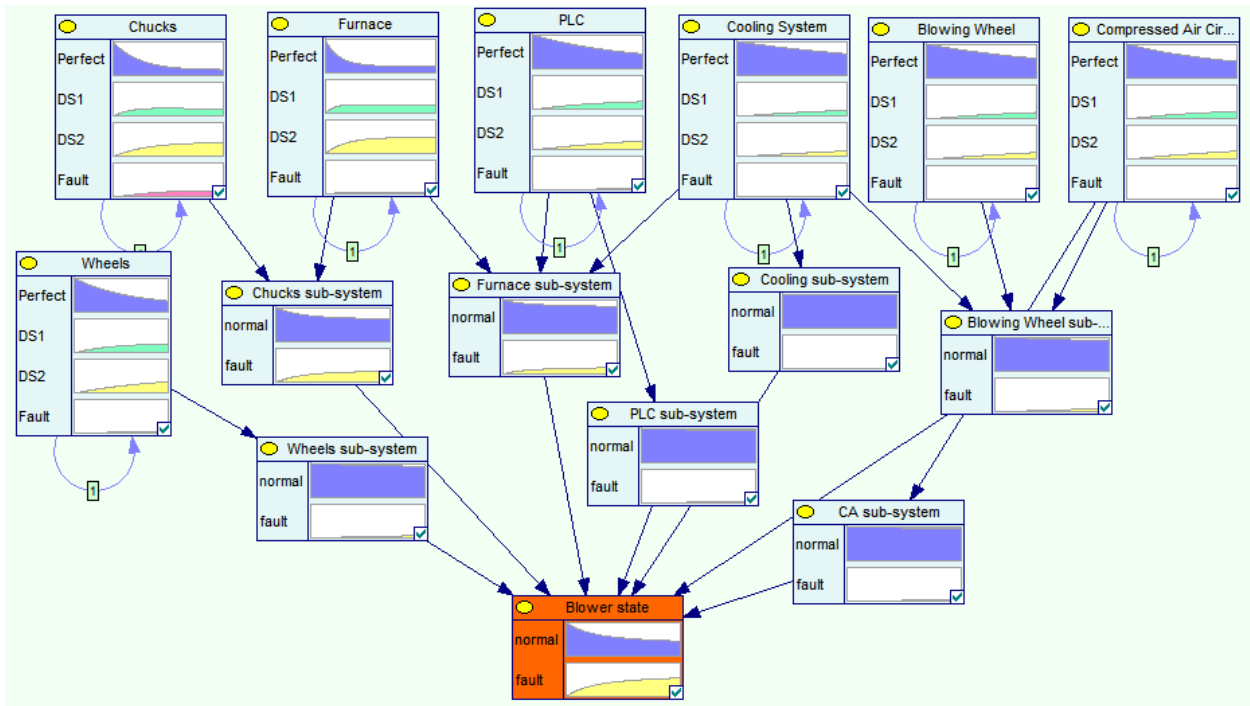 Chucks
Perfect
DS1
DS2
Fault
1
Furnace
Perfect
DS1
DS2
Fault
1
PLC
Perfect
DS1
DS2
Fault
1
Cooling System
Perfect
DS1
DS2
Fault
1
Blowing Wheel
Perfect
DS1
DS2
Fault
1
Compressed Air Cir...
Perfect
DS1
DS2
Fault
1
Wheels
Perfect
DS1
DS2
Fault
1
Chucks sub-system
normal
fault
Furnace sub-system
normal
fault
Cooling sub-system
normal
fault
Blowing Wheel sub-...
normal
fault
PLC sub-system
normal
fault
Wheels sub-system
normal
fault
CA sub-system
normal
fault
Blower state
normal
fault